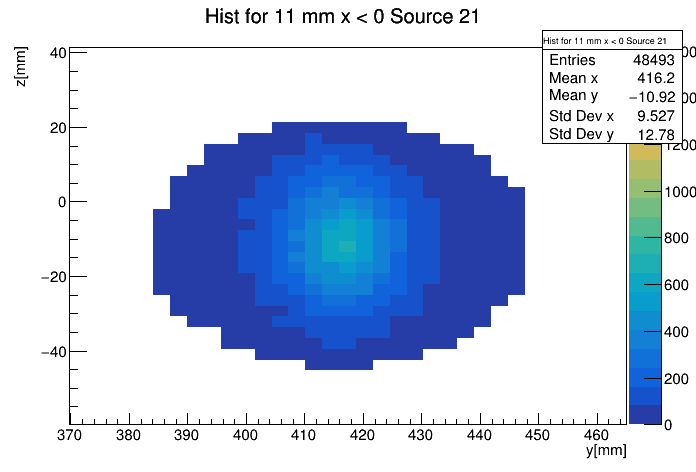 Hist for 11 mm x < 0 Source 21
Hist for 11 mm x < 0 Source 21
Entries 48493
Mean x 416.2
Mean y −10.92
Std Dev x 9.527
Std Dev y 12.78
z[mm]
40
20
0
−20
−40
370 380 390 400 410 420 430 440 450 460
y[mm]
1200
1000
800
600
400
200
0